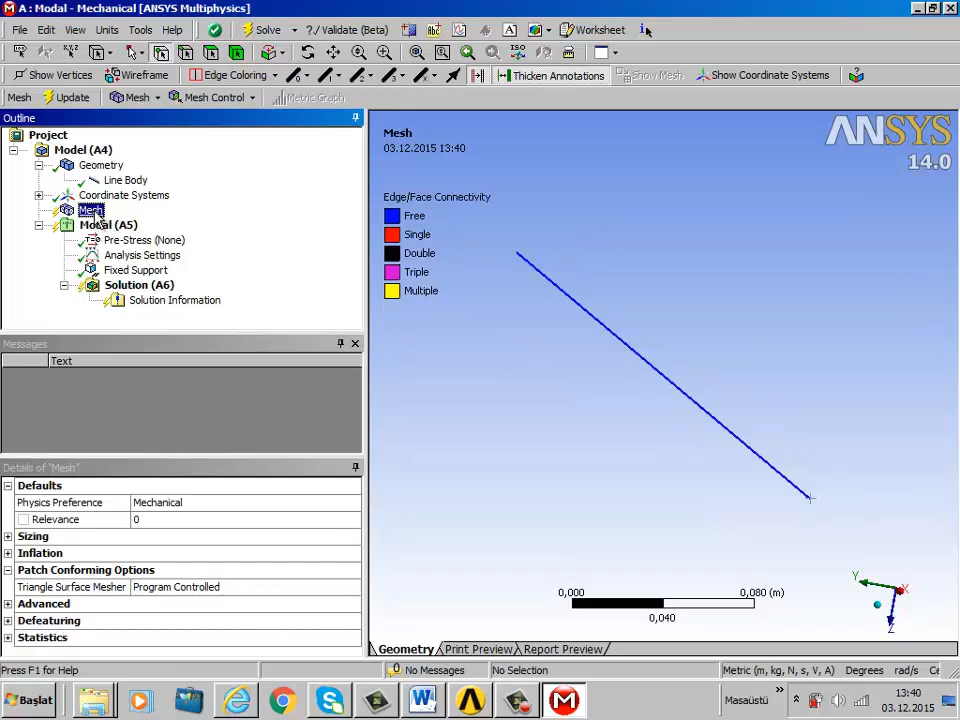 A : Modal - Mechanical [ANSYS Multiphysics]
File Edit View Units Tools Help Solve ?./ Validate (Beta) Worksheet
Show Vertices Wireframe Edge Coloring Thicken Annotations Show Mesh Show Coordinate Systems
Mesh Update Mesh Mesh Control Metric Graph
Outline
Project
Model (A4)
Geometry
Line Body
Coordinate Systems
Mesh
Modal (A5)
Pre-Stress (None)
Analysis Settings
Fixed Support
Solution (A6)
Solution Information
Messages
Text
Details of "Mesh"
Defaults
Physics Preference Mechanical
Relevance 0
Sizing
Inflation
Patch Conforming Options
Triangle Surface Mesher Program Controlled
Advanced
Defeaturing
Statistics
Mesh
03.12.2015 13:40
Edge/Face Connectivity
Free
Single
Double
Triple
Multiple
ANSYS
14.0
0,000 0,080 (m)
0,040
Y
X
Z
Geometry Print Preview Report Preview
Press F1 for Help 0 No Messages No Selection Metric (m, kg, N, s, V, A) Degrees rad/s Ce
Başlat Masaüstü » 13:40
03.12.2015